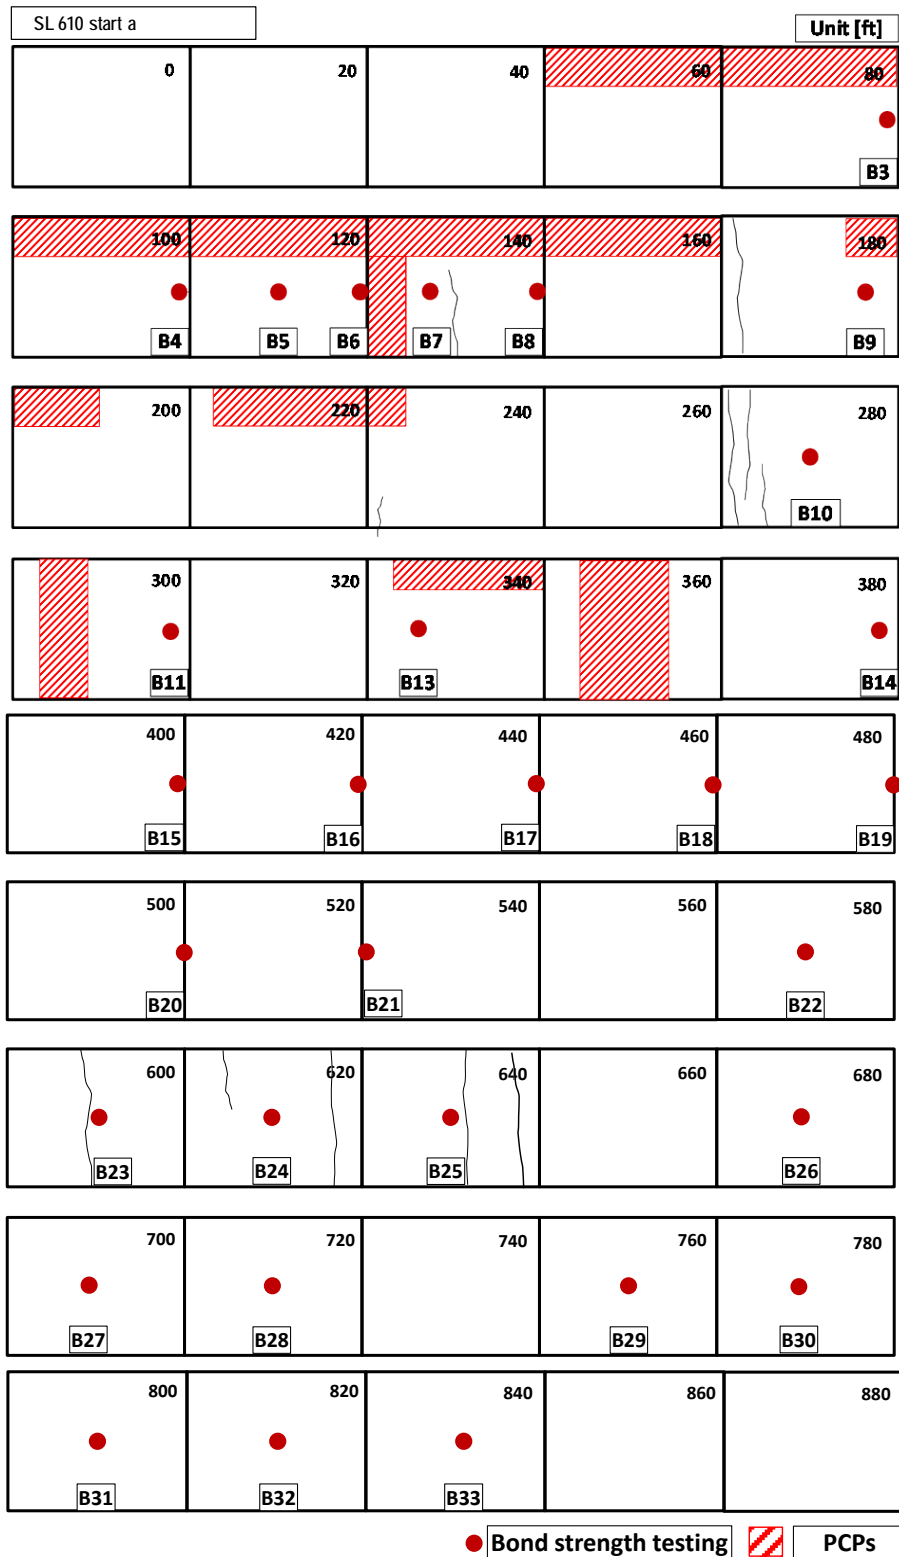 SL 610 start a
Unit [ft]
0 20 40 60 80
B3
100 120 140 160 180
B4 B5 B6 B7 B8 B9
200 220 240 260 280
B10
300 320 340 360 380
B11 B13 B14
400 420 440 460 480
B15 B16 B17 B18 B19
500 520 540 560 580
B20 B21 B22
600 620 640 660 680
B23 B24 B25 B26
700 720 740 760 780
B27 B28 B29 B30
800 820 840 860 880
B31 B32 B33
Bond strength testing PCPs